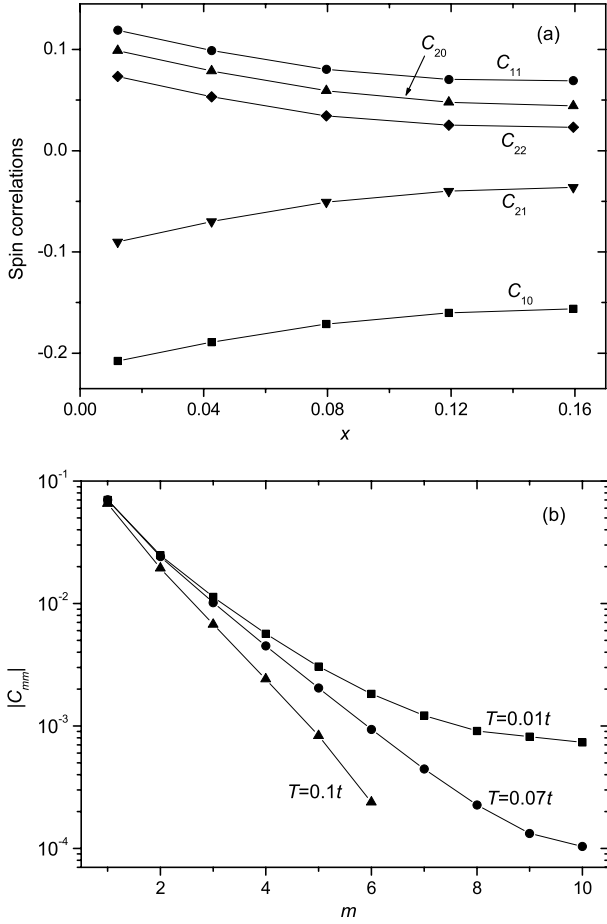 (a)
0.1
0.0
-0.1
-0.2
Spin correlations
C20
C11
C22
C21
C10
0.00 0.04 0.08 0.12 0.16
x
(b)
10-1
10-2
10-3
10-4
|Cmm|
T=0.01t
T=0.1t
T=0.07t
2 4 6 8 10
m